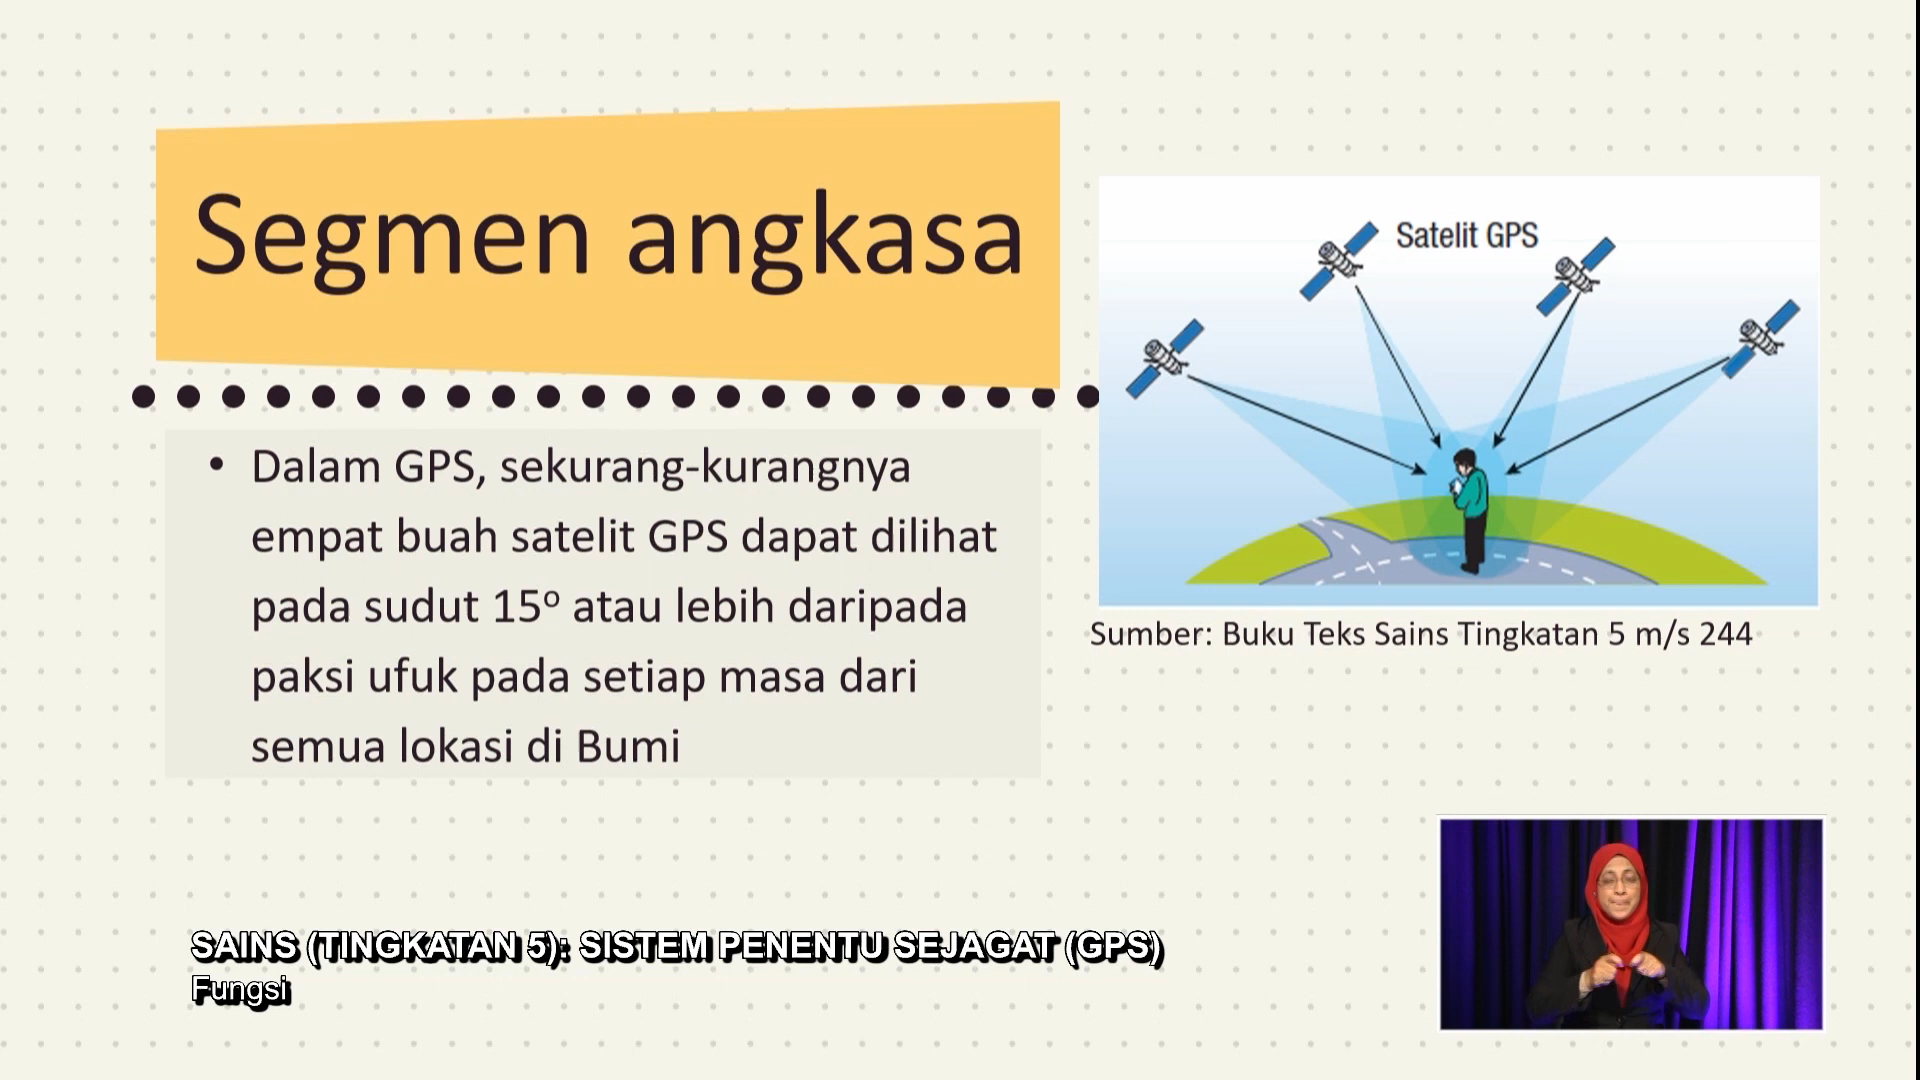 Segmen angkasa
Satelit GPS
• Dalam GPS, sekurang-kurangnya
empat buah satelit GPS dapat dilihat
pada sudut 15º atau lebih daripada
paksi ufuk pada setiap masa dari
semua lokasi di Bumi
Sumber: Buku Teks Sains Tingkatan 5 m/s 244
SAINS (TINGKATAN 5): SISTEM PENENTU SEJAGAT (GPS)
Fungsi